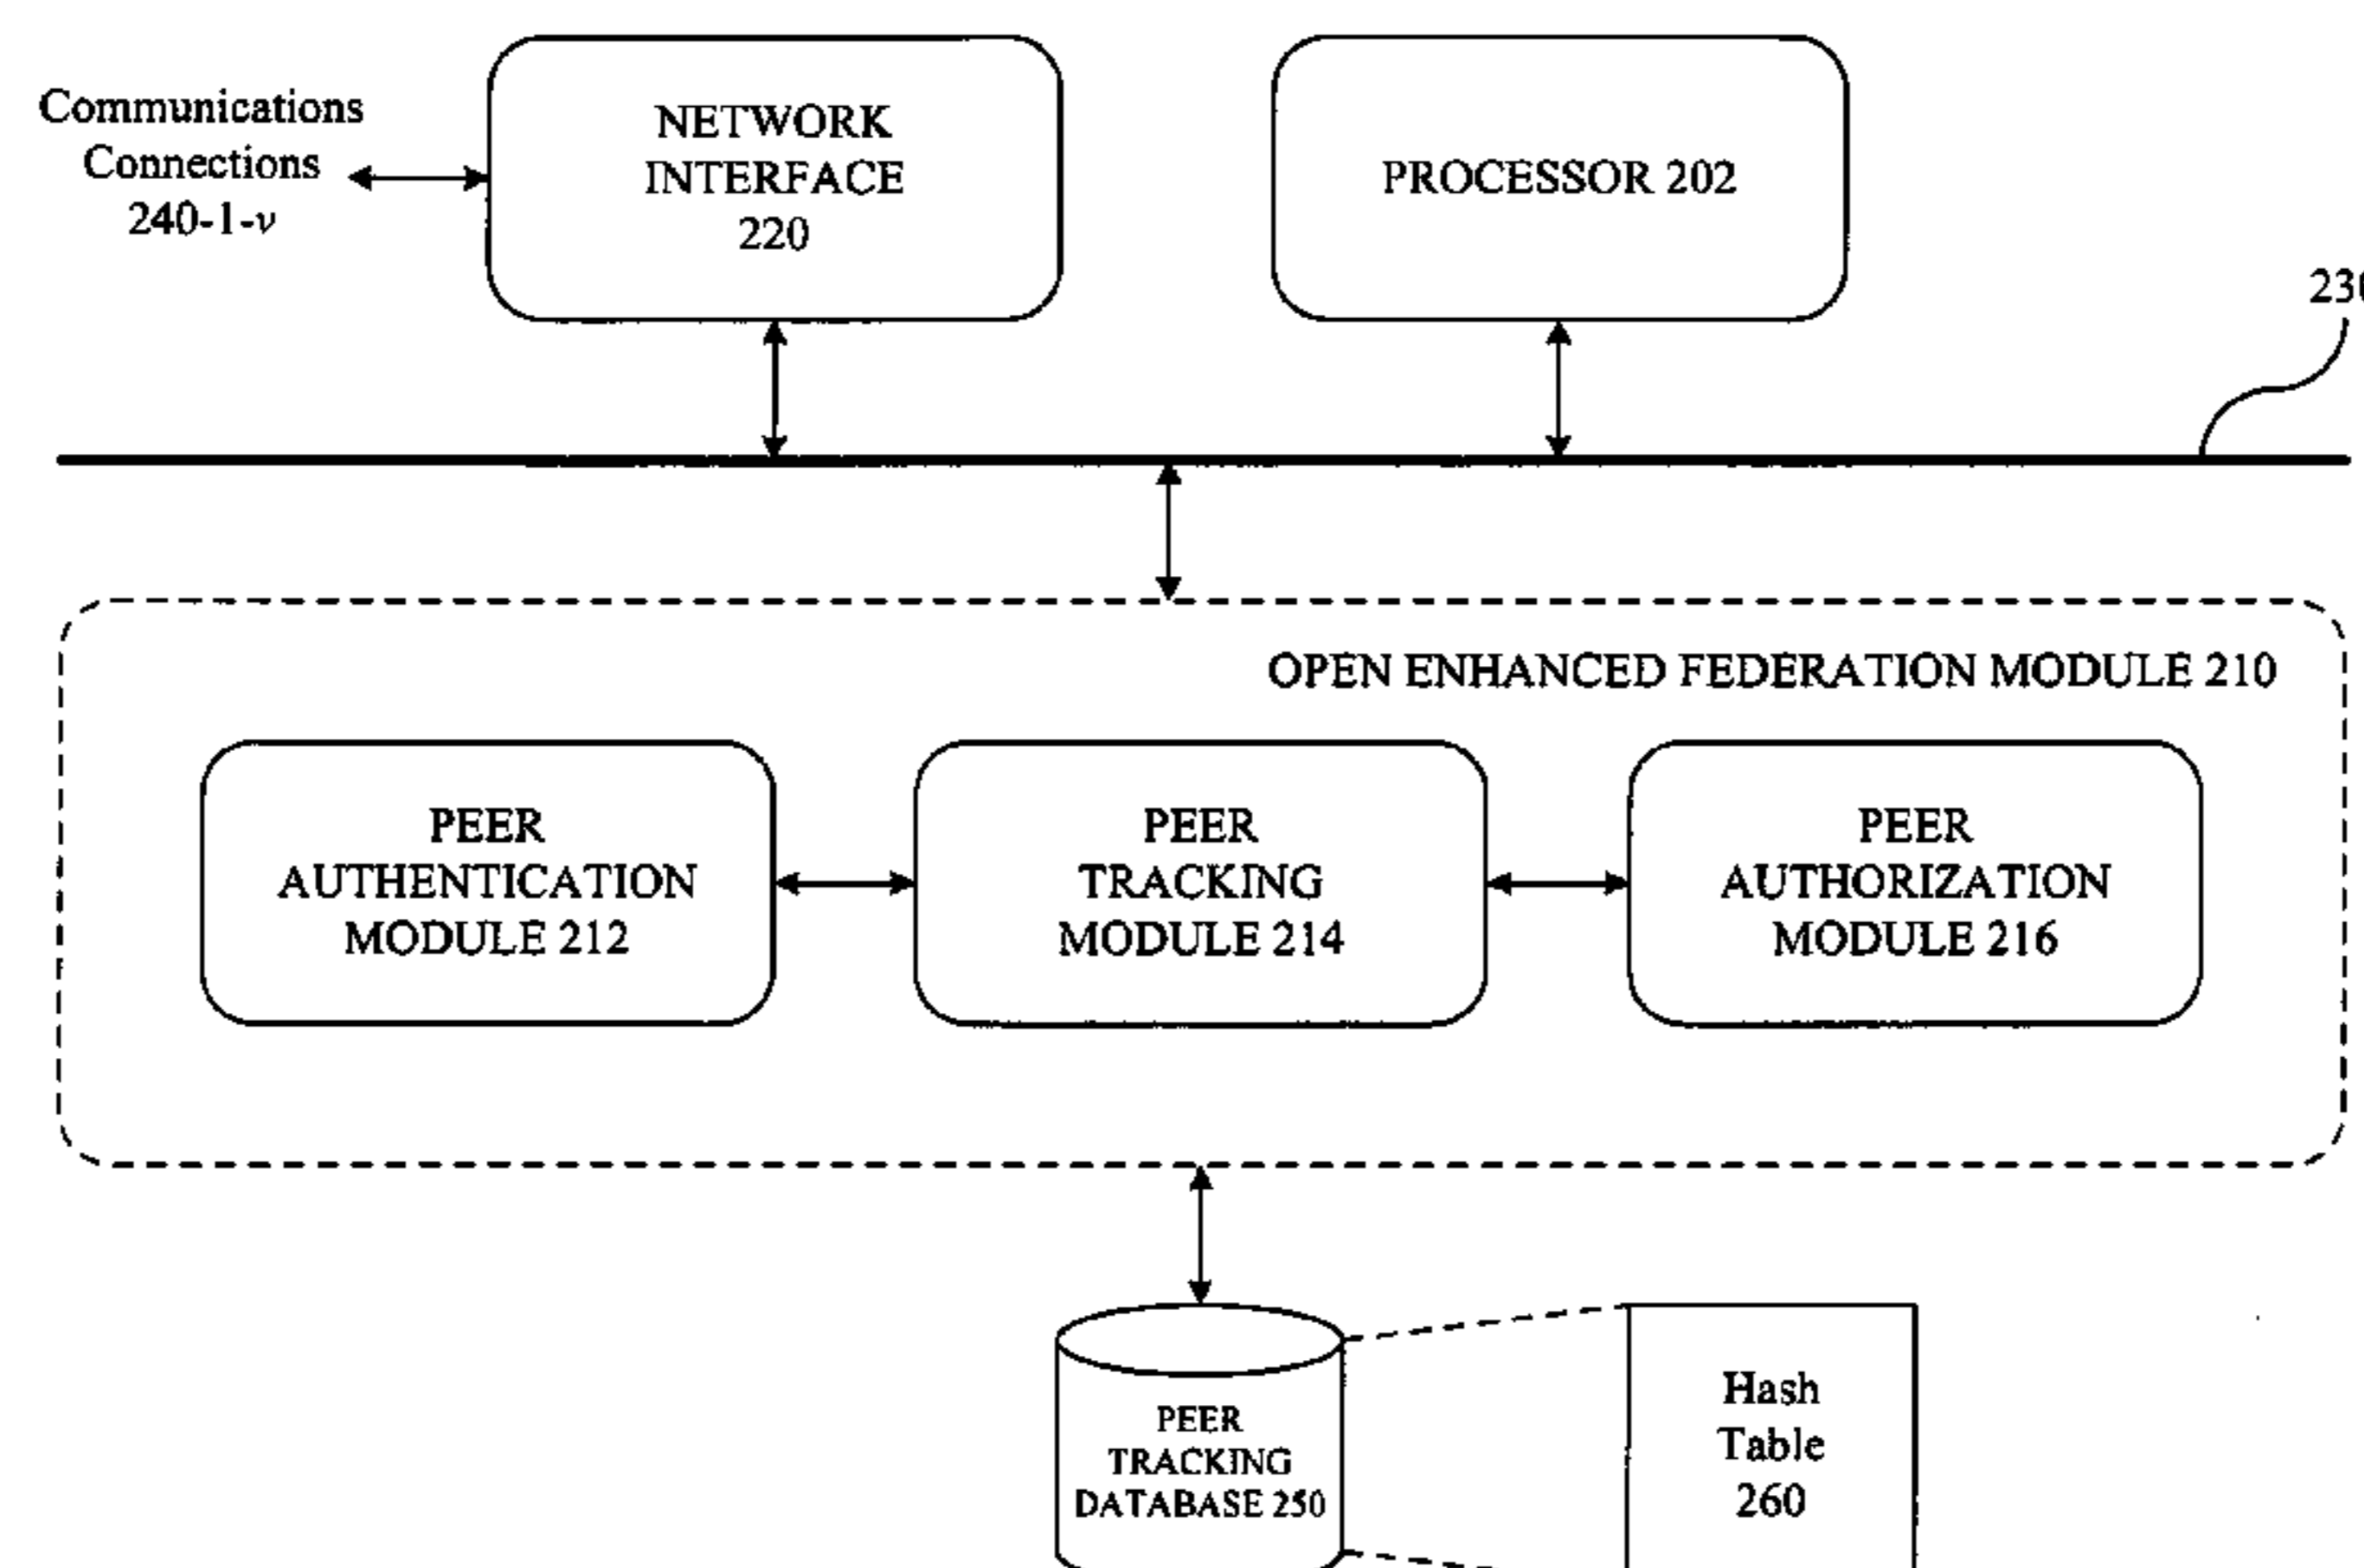 Communications
Connections
240-1-ν
NETWORK
INTERFACE
220
PROCESSOR 202
230
OPEN ENHANCED FEDERATION MODULE 210
PEER
AUTHENTICATION
MODULE 212
PEER
TRACKING
MODULE 214
PEER
AUTHORIZATION
MODULE 216
PEER
TRACKING
DATABASE 250
Hash
Table
260